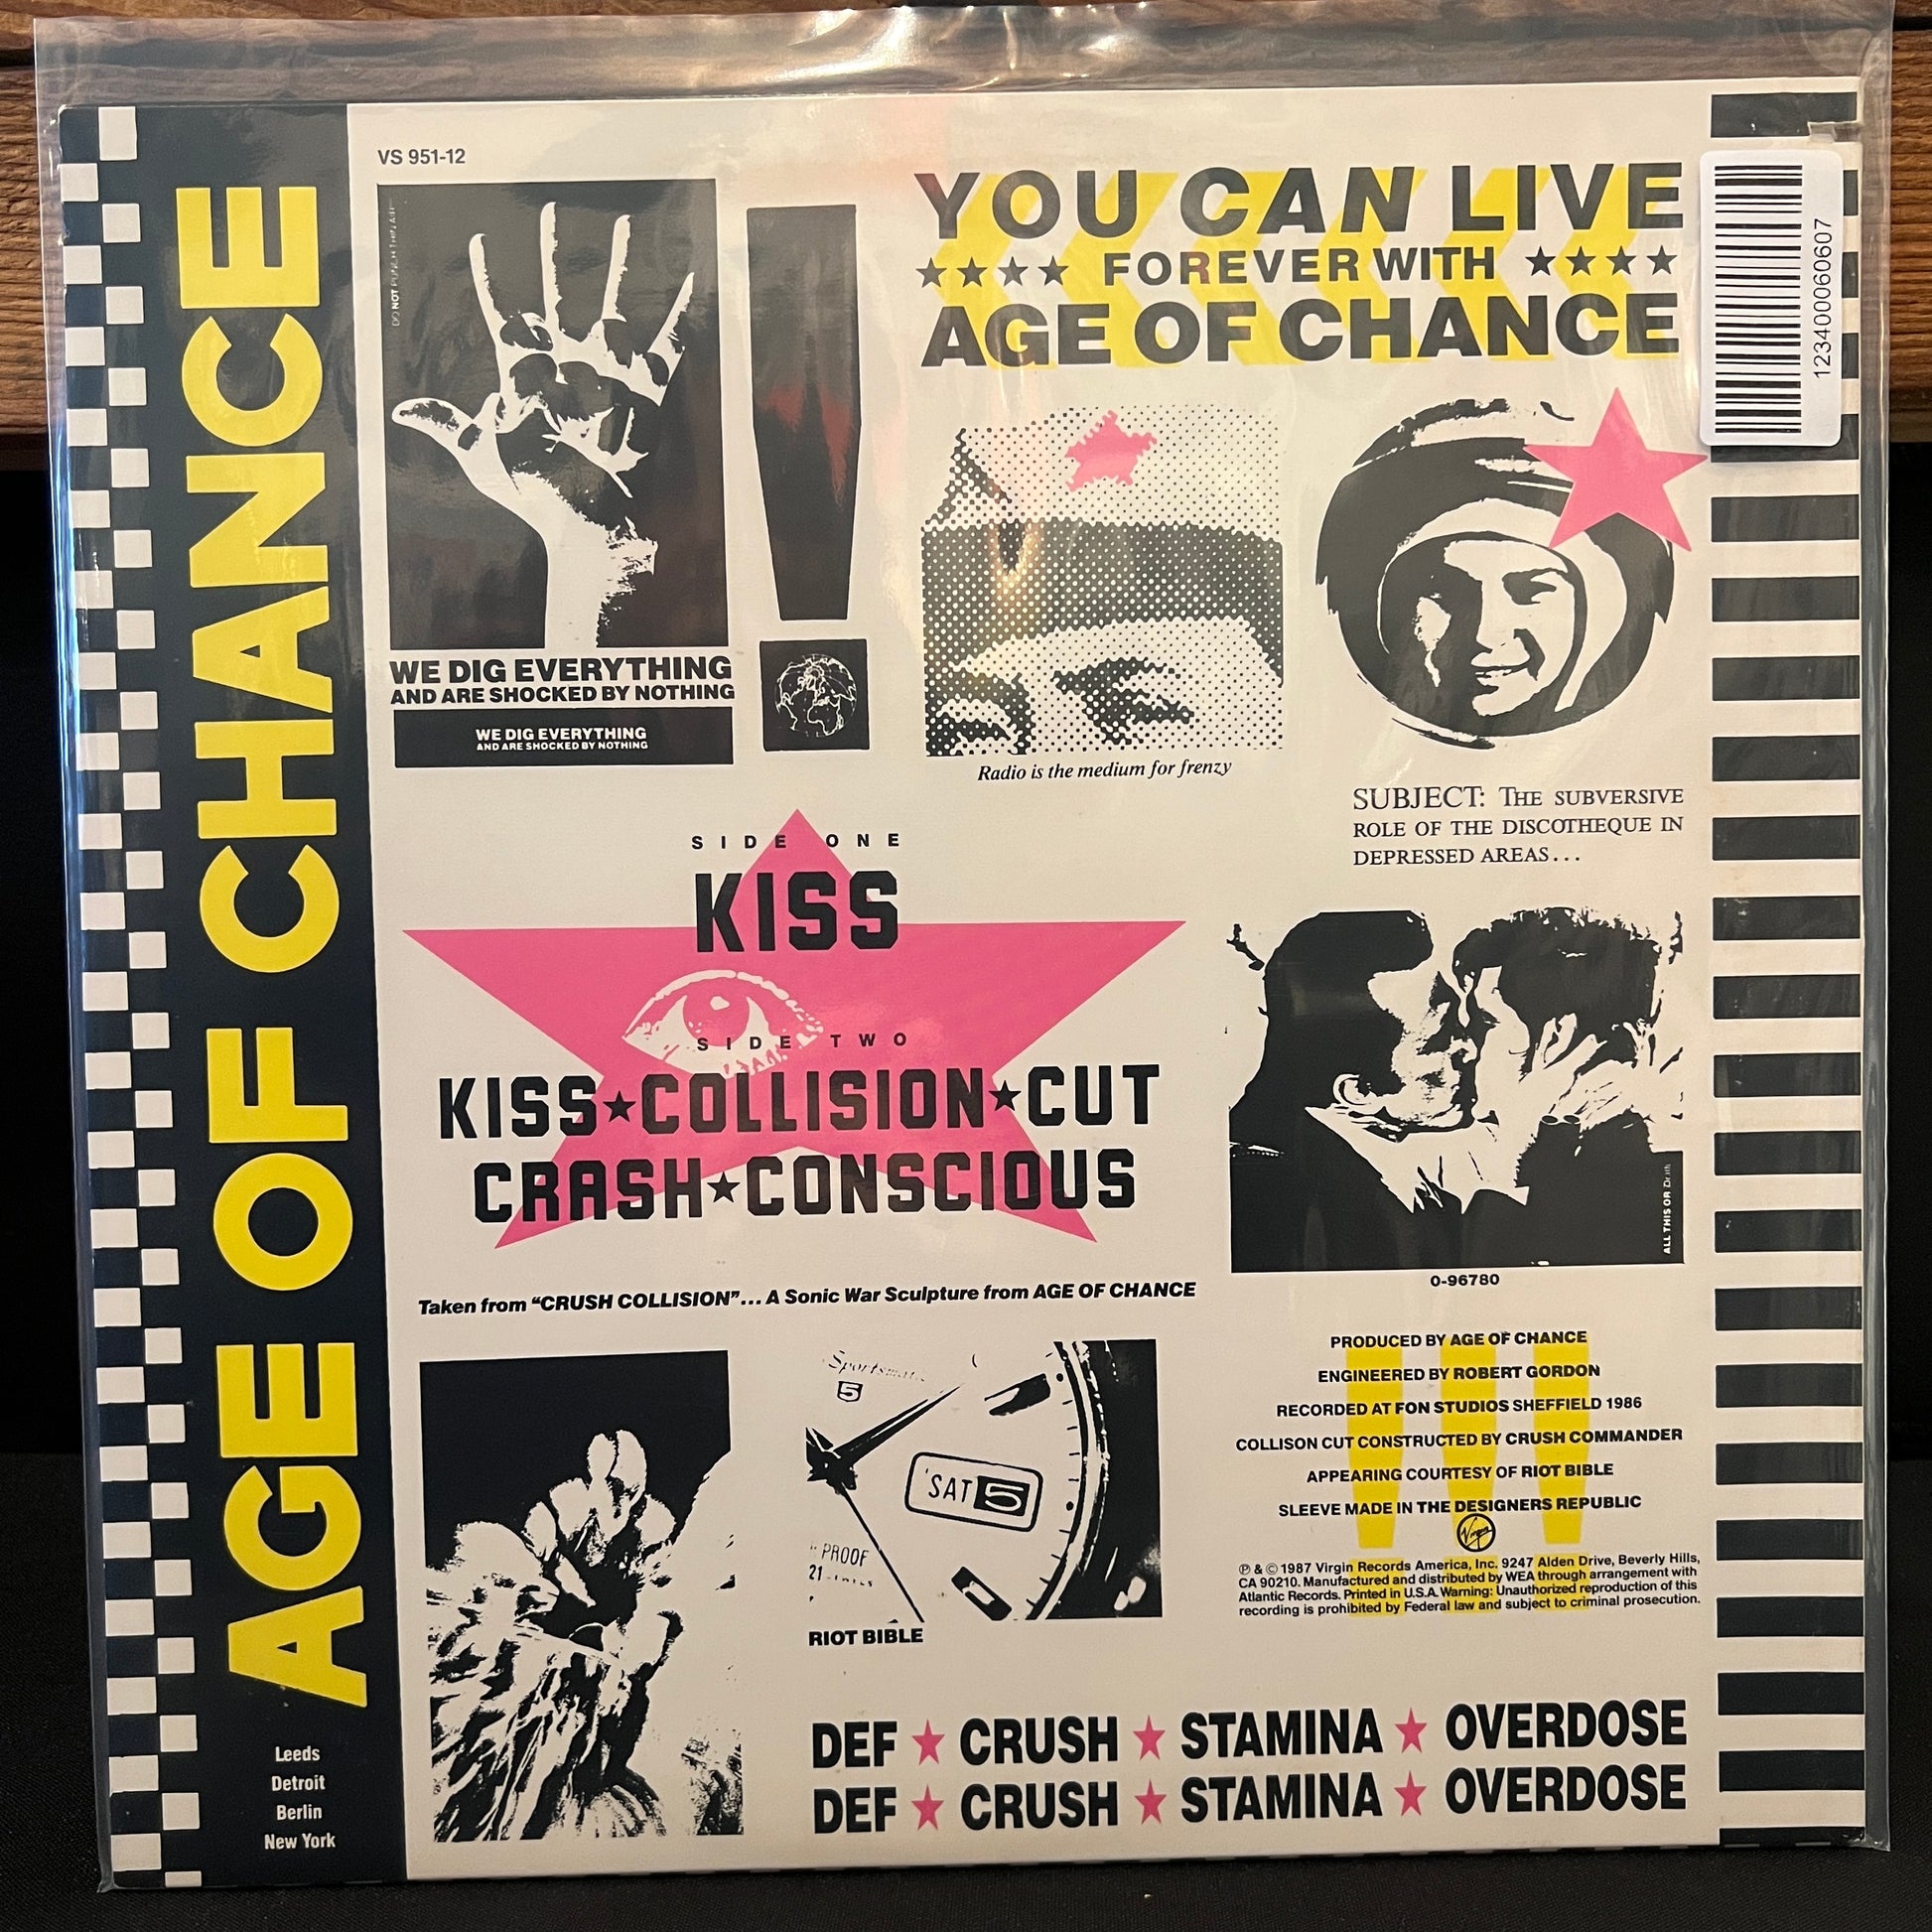 AGE OF CHANCE
Leeds
Detroit
Berlin
New York
VS 951-12
WE DIG EVERYTHING
AND ARE SHOCKED BY NOTHING
WE DIG EVERYTHING
AND ARE SHOCKED BY NOTHING
YOU CAN LIVE
★★★★ FOREVER WITH ★★★★
AGE OF CHANCE
12340060607
Radio is the medium for frenzy
SUBJECT: THE SUBVERSIVE
ROLE OF THE DISCOTHEQUE IN
DEPRESSED AREAS...
SIDE ONE
KISS
SIDE TWO
KISS★COLLISION★CUT
CRASH★CONSCIOUS
Taken from “CRUSH COLLISION”... A Sonic War Sculpture from AGE OF CHANCE
ALL THIS OR
0-96780
Sportsmatic
5
'SAT 5
PROOF
21
RIOT BIBLE
PRODUCED BY AGE OF CHANCE
ENGINEERED BY ROBERT GORDON
RECORDED AT FON STUDIOS SHEFFIELD 1986
COLLISON CUT CONSTRUCTED BY CRUSH COMMANDER
APPEARING COURTESY OF RIOT BIBLE
SLEEVE MADE IN THE DESIGNERS REPUBLIC
Virgin
℗ & © 1987 Virgin Records America, Inc. 9247 Alden Drive, Beverly Hills,
CA 90210. Manufactured and distributed by WEA through arrangement with
Atlantic Records. Printed in U.S.A. Warning: Unauthorized reproduction of this
recording is prohibited by Federal law and subject to criminal prosecution.
DEF ★ CRUSH ★ STAMINA ★ OVERDOSE
DEF ★ CRUSH ★ STAMINA ★ OVERDOSE